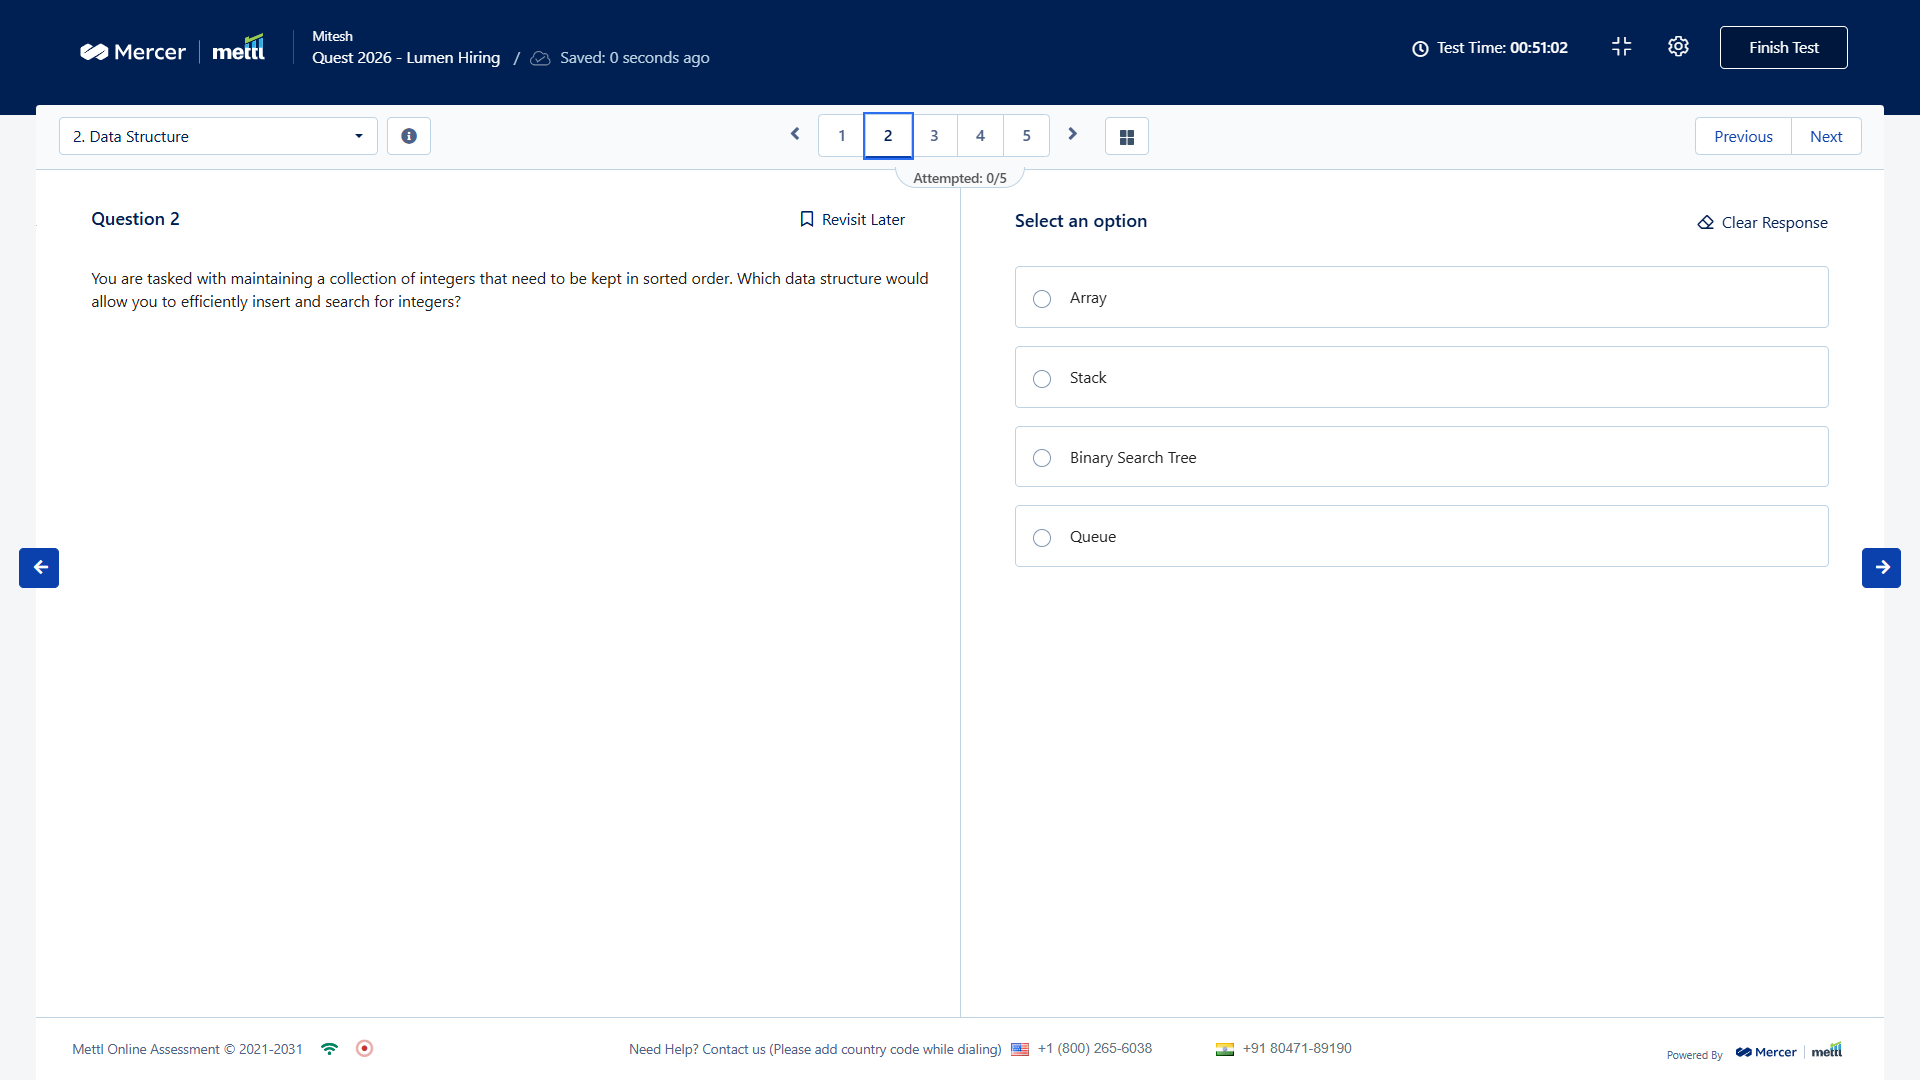 Mercer
mettl
Mitesh
Quest 2026 - Lumen Hiring / Saved: 0 seconds ago
Test Time: 00:51:02
Finish Test
2. Data Structure
1 2 3 4 5
Previous Next
Attempted: 0/5
Question 2
Revisit Later
You are tasked with maintaining a collection of integers that need to be kept in sorted order. Which data structure would
allow you to efficiently insert and search for integers?
Select an option
Clear Response
Array
Stack
Binary Search Tree
Queue
Mettl Online Assessment © 2021-2031
Need Help? Contact us (Please add country code while dialing) +1 (800) 265-6038 +91 80471-89190
Powered By Mercer mettl